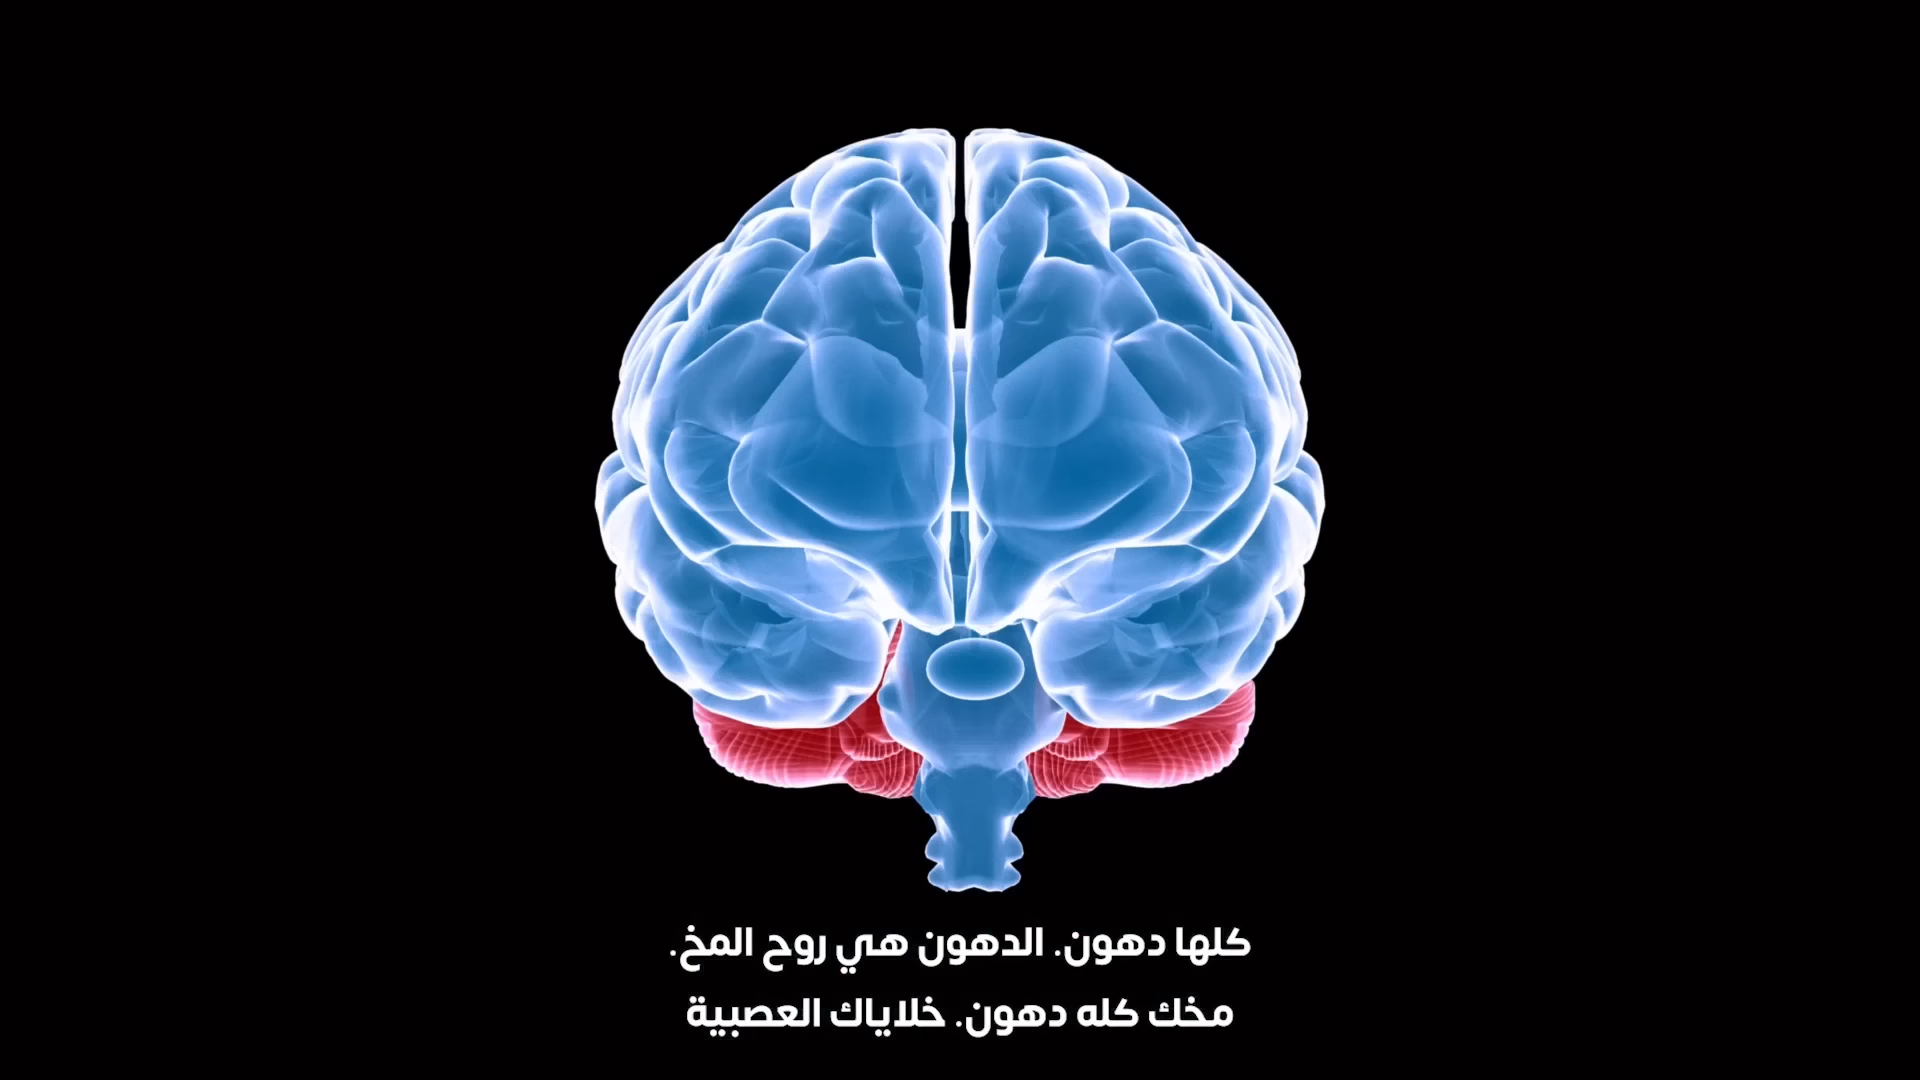 كلها دهون. الدهون هي روح المخ.
مخك كله دهون. خلاياك العصبية